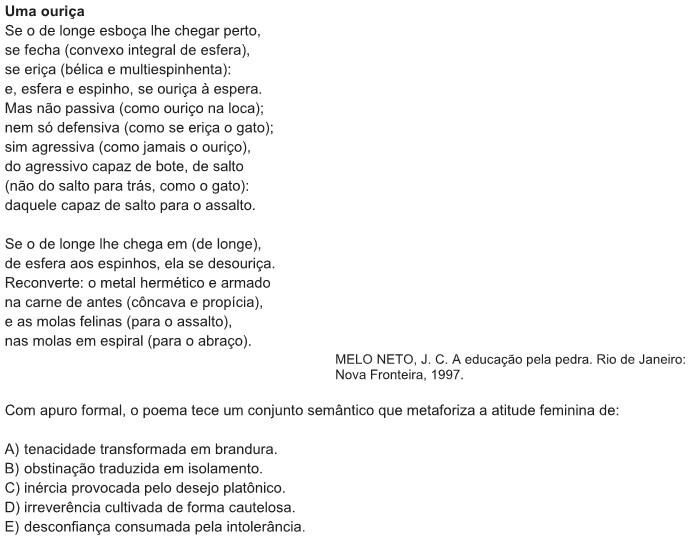 Uma ouriça
Se o de longe esboça lhe chegar perto,
se fecha (convexo integral de esfera),
se eriça (bélica e multiespinhenta):
e, esfera e espinho, se ouriça à espera.
Mas não passiva (como ouriço na loca);
nem só defensiva (como se eriça o gato);
sim agressiva (como jamais o ouriço),
do agressivo capaz de bote, de salto
(não do salto para trás, como o gato):
daquele capaz de salto para o assalto.
Se o de longe lhe chega em (de longe),
de esfera aos espinhos, ela se desouriça.
Reconverte: o metal hermético e armado
na carne de antes (côncava e propícia),
e as molas felinas (para o assalto),
nas molas em espiral (para o abraço).
MELO NETO, J. C. A educação pela pedra. Rio de Janeiro:
Nova Fronteira, 1997.
Com apuro formal, o poema tece um conjunto semântico que metaforiza a atitude feminina de:
A) tenacidade transformada em brandura.
B) obstinação traduzida em isolamento.
C) inércia provocada pelo desejo platônico.
D) irreverência cultivada de forma cautelosa.
E) desconfiança consumada pela intolerância.